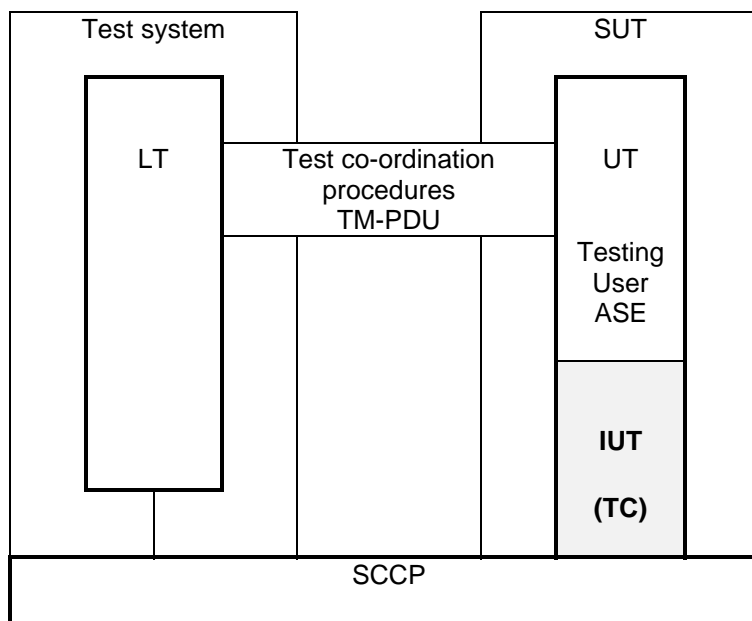 Test system
SUT
LT
Test co-ordination
procedures
TM-PDU
UT
Testing
User
ASE
IUT
(TC)
SCCP